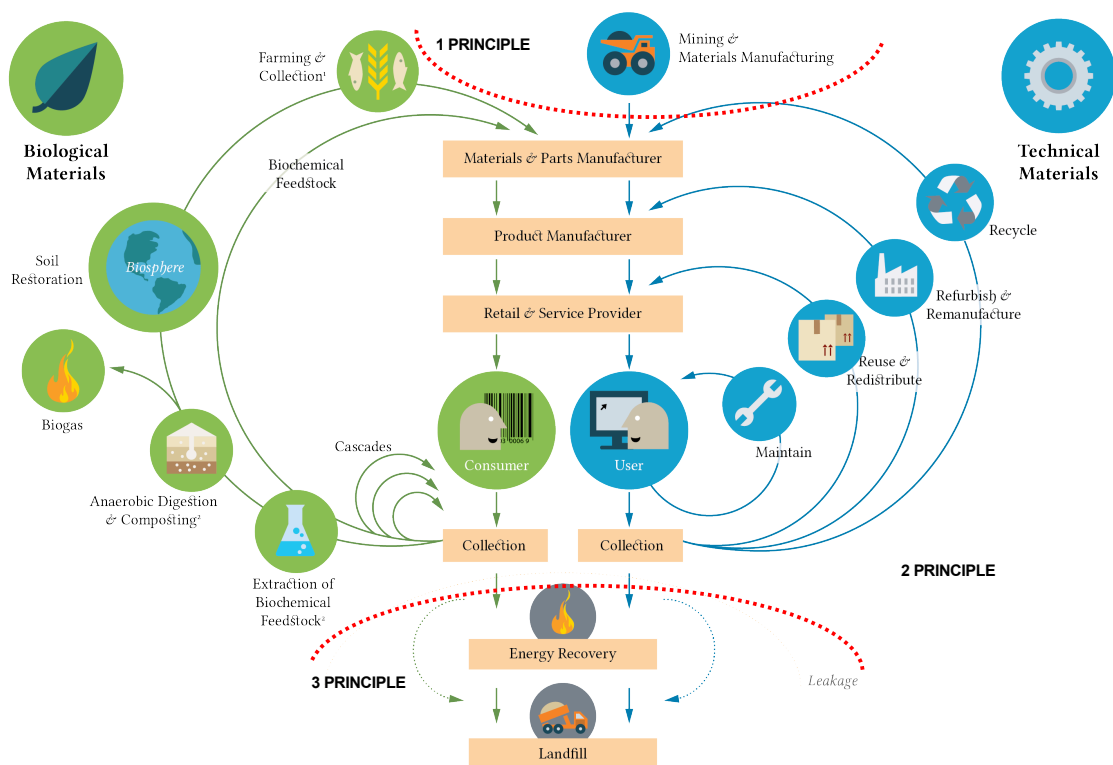 1 PRINCIPLE
Farming &
Collection¹
Mining &
Materials Manufacturing
Biological
Materials
Technical
Materials
Biochemical
Feedstock
Materials & Parts Manufacturer
Recycle
Product Manufacturer
Soil
Restoration
Biosphere
Refurbish &
Remanufacture
Retail & Service Provider
Reuse &
Redistribute
Biogas
Cascades
Consumer
User
Maintain
Anaerobic Digestion
& Composting²
Collection
Collection
2 PRINCIPLE
Extraction of
Biochemical
Feedstock²
Energy Recovery
3 PRINCIPLE
Leakage
Landfill